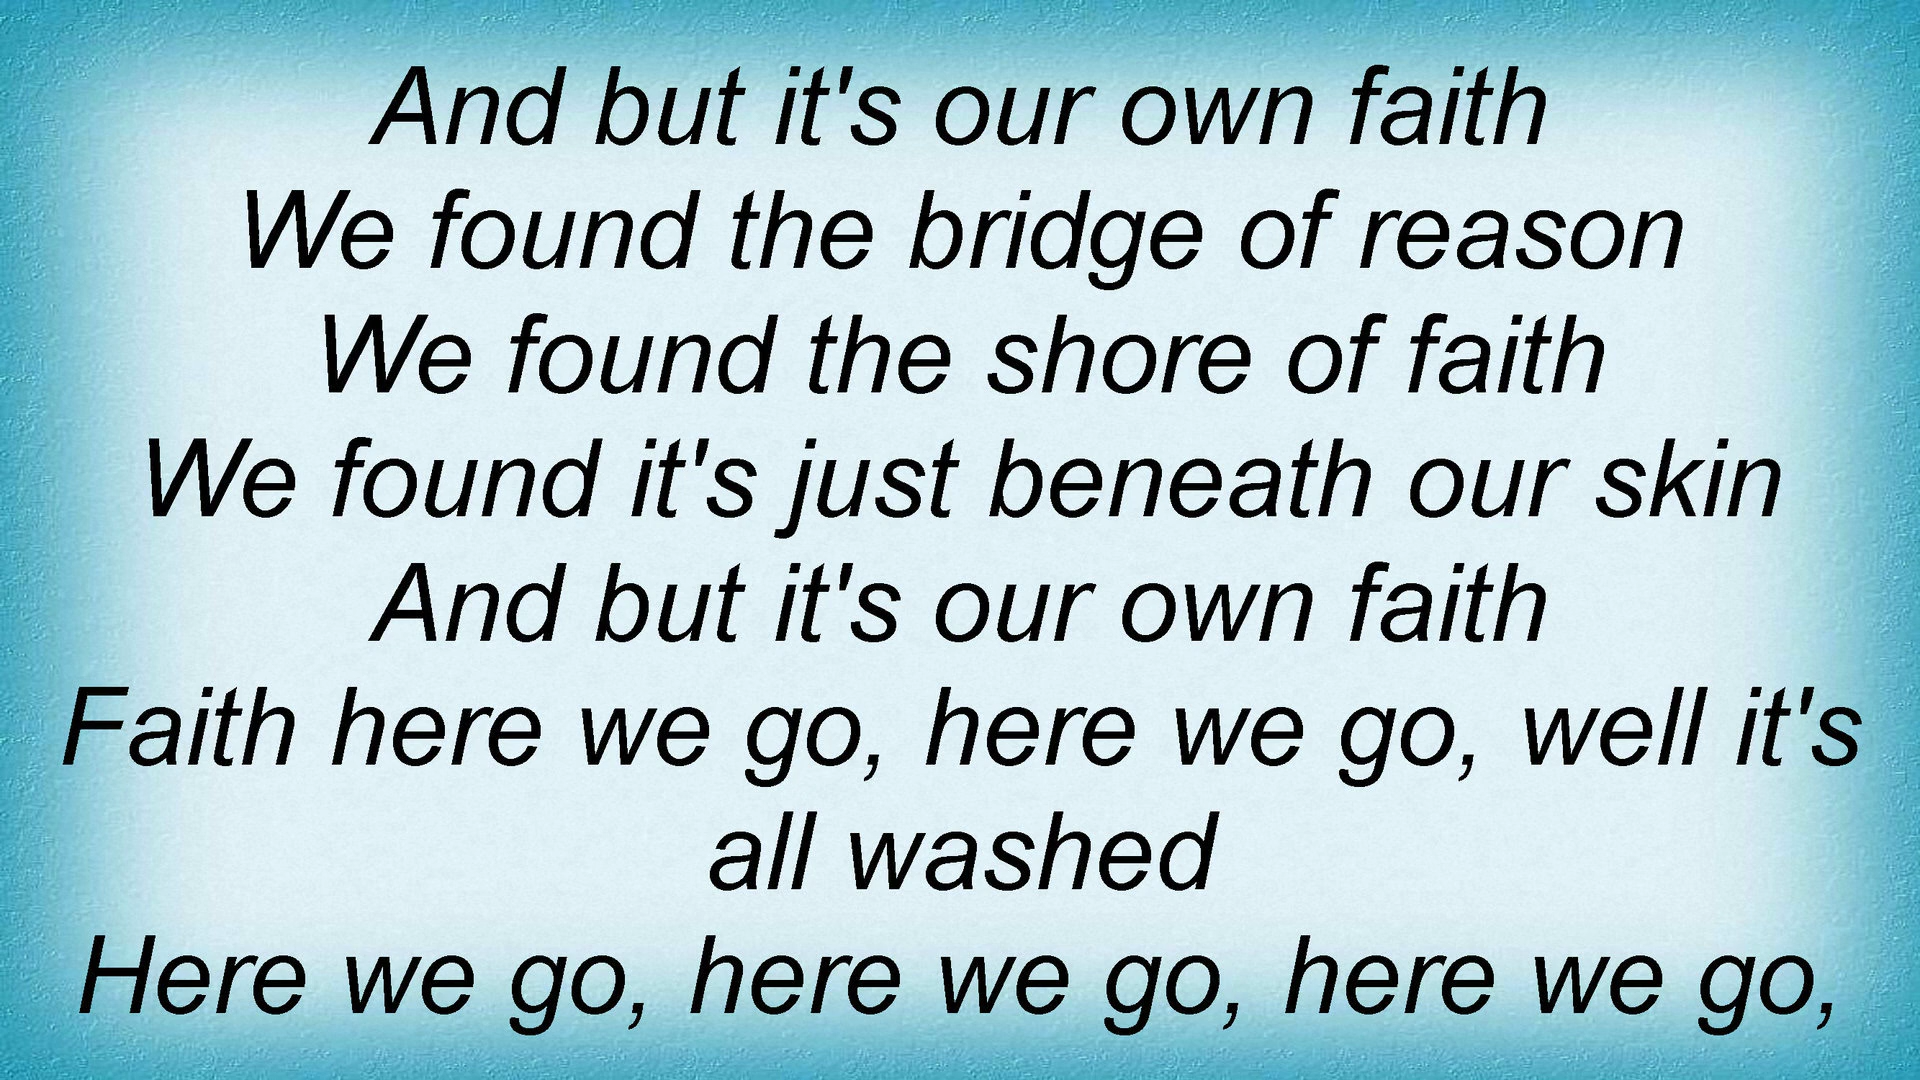 And but it's our own faith
We found the bridge of reason
We found the shore of faith
We found it's just beneath our skin
And but it's our own faith
Faith here we go, here we go, well it's
all washed
Here we go, here we go, here we go,